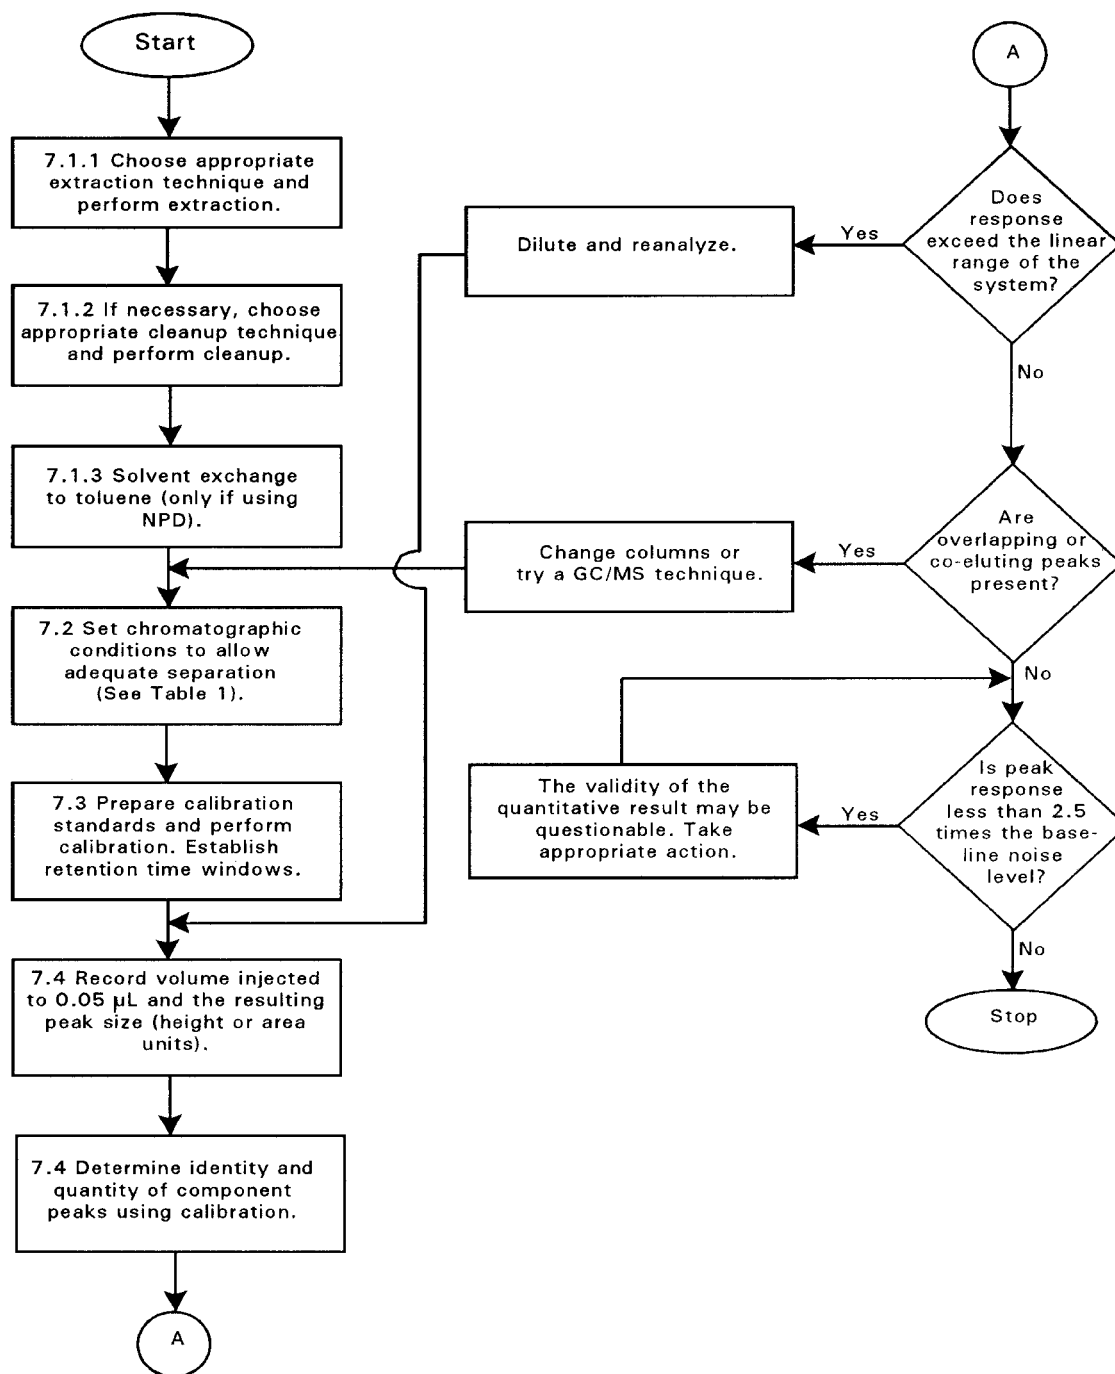 Start
7.1.1 Choose appropriate
extraction technique and
perform extraction.
7.1.2 If necessary, choose
appropriate cleanup technique
and perform cleanup.
7.1.3 Solvent exchange
to toluene (only if using
NPD).
7.2 Set chromatographic
conditions to allow
adequate separation
(See Table 1).
7.3 Prepare calibration
standards and perform
calibration. Establish
retention time windows.
7.4 Record volume injected
to 0.05 µL and the resulting
peak size (height or area
units).
7.4 Determine identity and
quantity of component
peaks using calibration.
A
A
Does
response
exceed the linear
range of the
system?
Yes
Dilute and reanalyze.
No
Are
overlapping or
co-eluting peaks
present?
Yes
Change columns or
try a GC/MS technique.
No
Is peak
response
less than 2.5
times the base-
line noise
level?
Yes
The validity of the
quantitative result may be
questionable. Take
appropriate action.
No
Stop